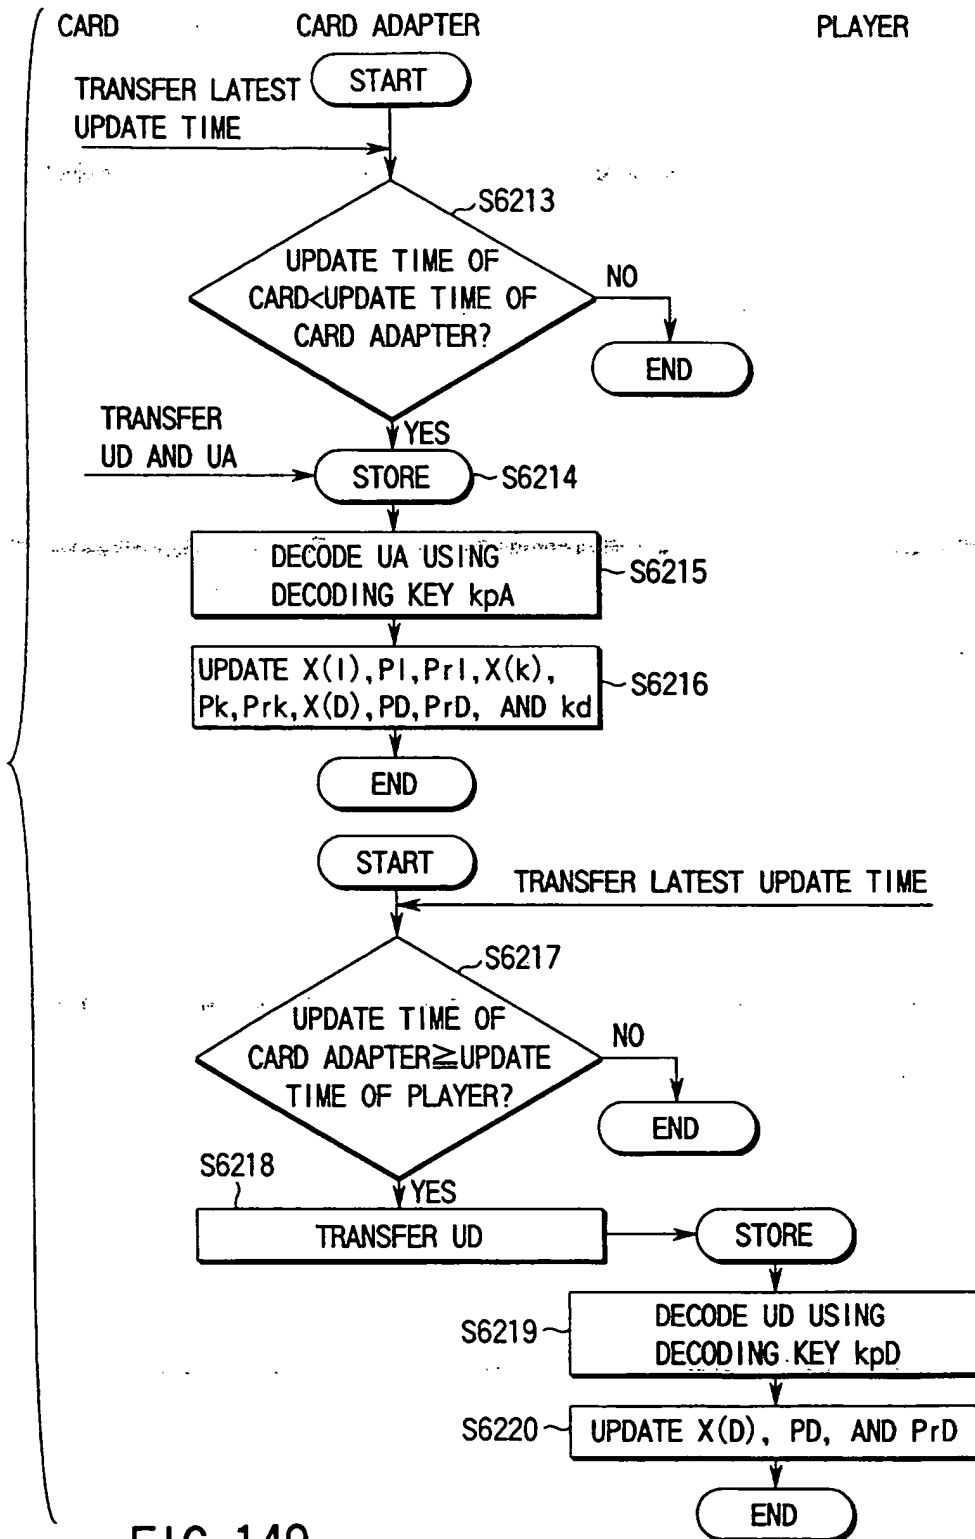 CARD CARD ADAPTER PLAYER
START
TRANSFER LATEST
UPDATE TIME
S6213
UPDATE TIME OF
CARD<UPDATE TIME OF
CARD ADAPTER?
NO
END
TRANSFER
UD AND UA
YES
STORE
S6214
DECODE UA USING
DECODING KEY kpA
S6215
UPDATE X(I),PI,PrI,X(k),
Pk,Prk,X(D),PD,PrD, AND kd
S6216
END
START
TRANSFER LATEST UPDATE TIME
S6217
UPDATE TIME OF
CARD ADAPTER≧UPDATE
TIME OF PLAYER?
NO
END
S6218
YES
TRANSFER UD
STORE
S6219
DECODE UD USING
DECODING KEY kpD
S6220
UPDATE X(D), PD, AND PrD
END
FIG. 149